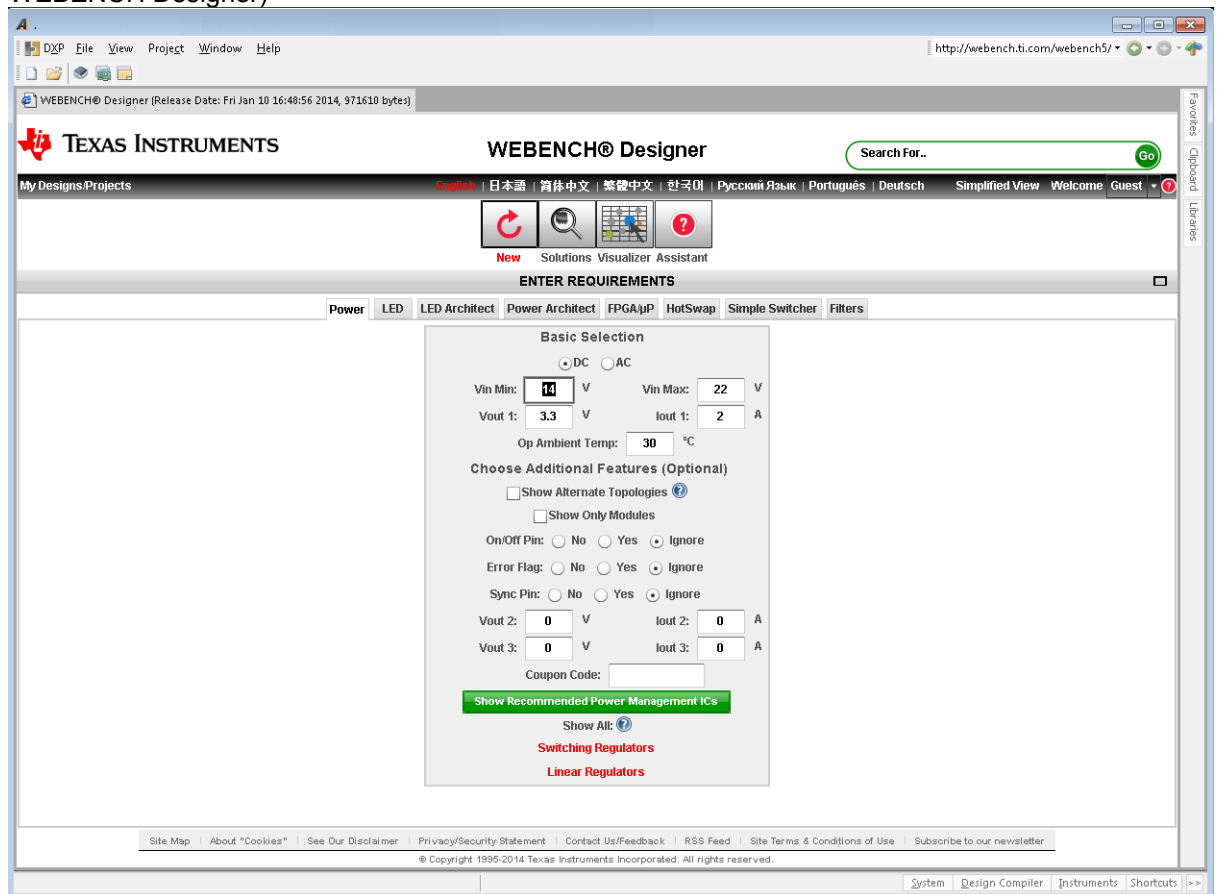 WEBENCH Designer)
DXP File View Project Window Help
http://webench.ti.com/webench5/
WEBENCH® Designer (Release Date: Fri Jan 10 16:48:56 2014, 971610 bytes)
Favorites
Clipboard
Libraries
TEXAS INSTRUMENTS
WEBENCH® Designer
Search For..
Go
My Designs/Projects
English | 日本語 | 简体中文 | 繁體中文 | 한국어 | Русский Язык | Português | Deutsch
Simplified View Welcome Guest
New Solutions Visualizer Assistant
ENTER REQUIREMENTS
Power LED LED Architect Power Architect FPGA/µP HotSwap Simple Switcher Filters
Basic Selection
DC AC
Vin Min: 14 V Vin Max: 22 V
Vout 1: 3.3 V Iout 1: 2 A
Op Ambient Temp: 30 °C
Choose Additional Features (Optional)
Show Alternate Topologies ?
Show Only Modules
On/Off Pin: No Yes Ignore
Error Flag: No Yes Ignore
Sync Pin: No Yes Ignore
Vout 2: 0 V Iout 2: 0 A
Vout 3: 0 V Iout 3: 0 A
Coupon Code:
Show Recommended Power Management ICs
Show All: ?
Switching Regulators
Linear Regulators
Site Map | About "Cookies" | See Our Disclaimer | Privacy/Security Statement | Contact Us/Feedback | RSS Feed | Site Terms & Conditions of Use | Subscribe to our newsletter
© Copyright 1995-2014 Texas Instruments Incorporated. All rights reserved.
System Design Compiler Instruments Shortcuts >>